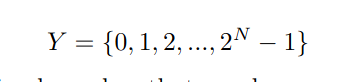 Y = {0, 1, 2, ..., 2^N − 1}